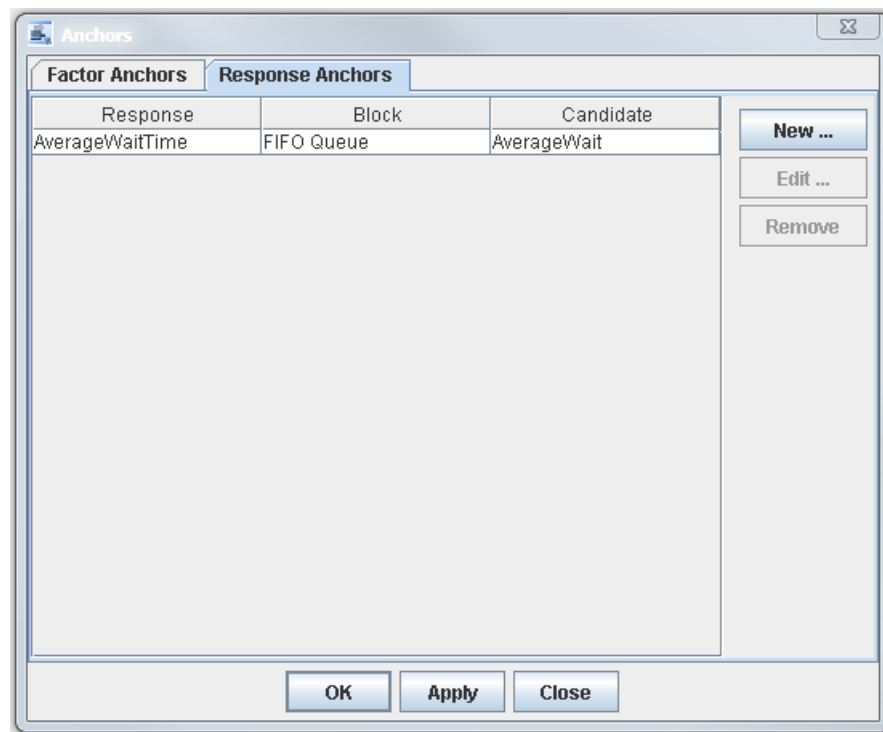 Anchors
Factor Anchors Response Anchors
Response Block Candidate
AverageWaitTime FIFO Queue AverageWait
New ...
Edit ...
Remove
OK Apply Close